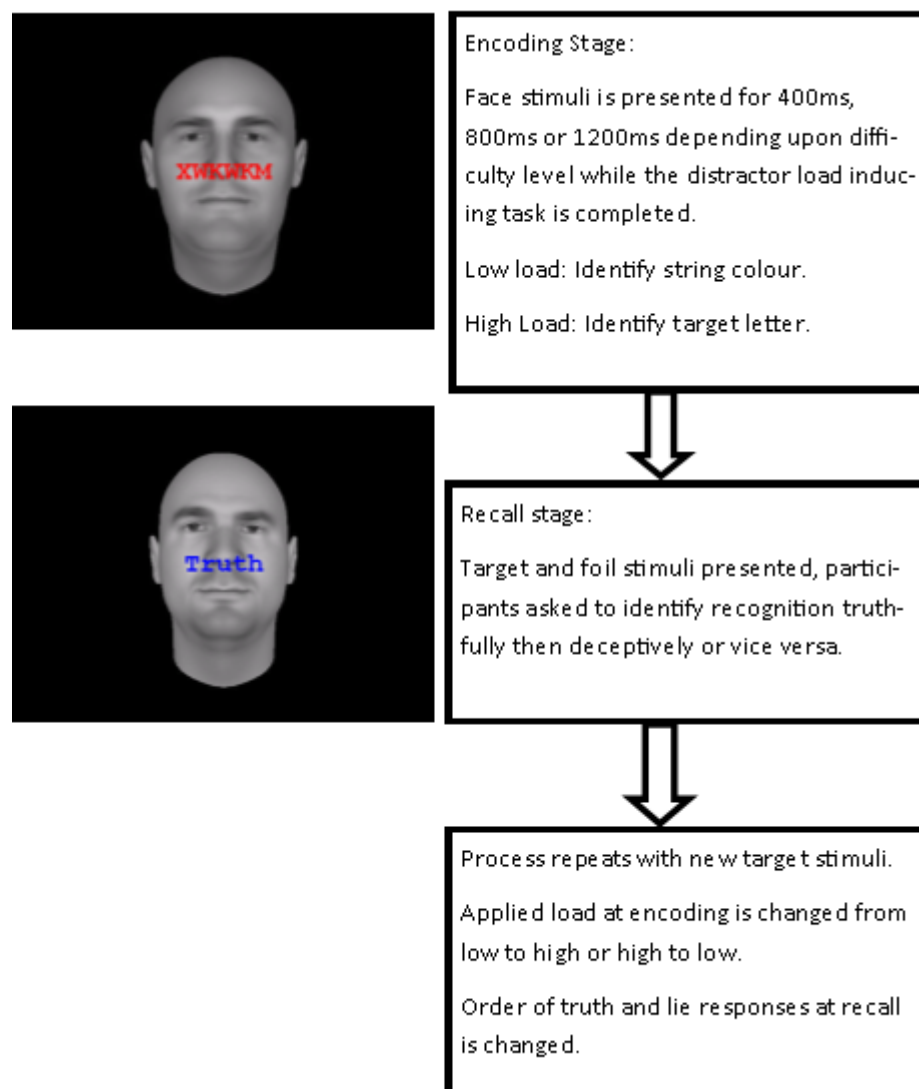 XWKWKM
Encoding Stage:
Face stimuli is presented for 400ms,
800ms or 1200ms depending upon diffi-
culty level while the distractor load induc-
ing task is completed.
Low load: Identify string colour.
High Load: Identify target letter.
Truth
Recall stage:
Target and foil stimuli presented, partici-
pants asked to identify recognition truth-
fully then deceptively or vice versa.
Process repeats with new target stimuli.
Applied load at encoding is changed from
low to high or high to low.
Order of truth and lie responses at recall
is changed.